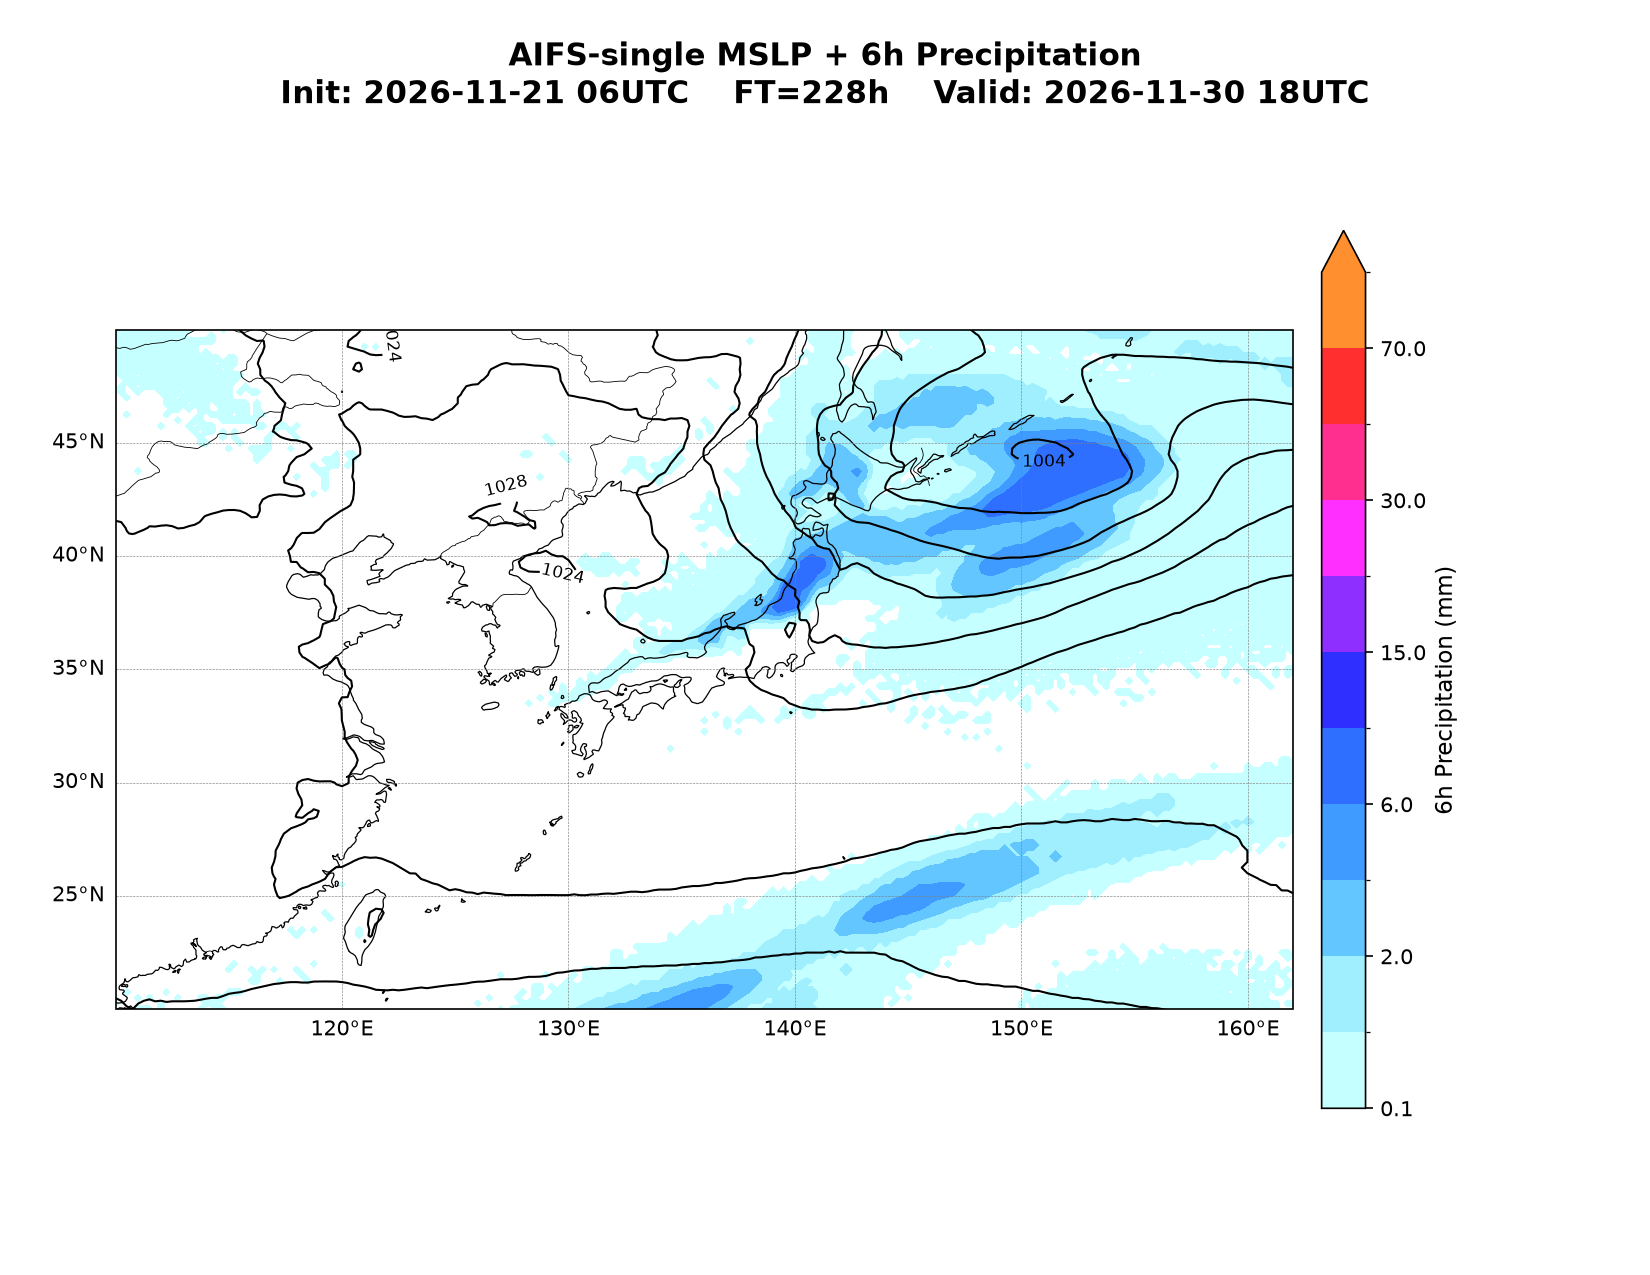 AIFS-single MSLP + 6h Precipitation
Init: 2026-11-21 06UTC    FT=228h    Valid: 2026-11-30 18UTC
024
1028
1024
1004
45°N
40°N
35°N
30°N
25°N
120°E
130°E
140°E
150°E
160°E
70.0
30.0
15.0
6.0
2.0
0.1
6h Precipitation (mm)